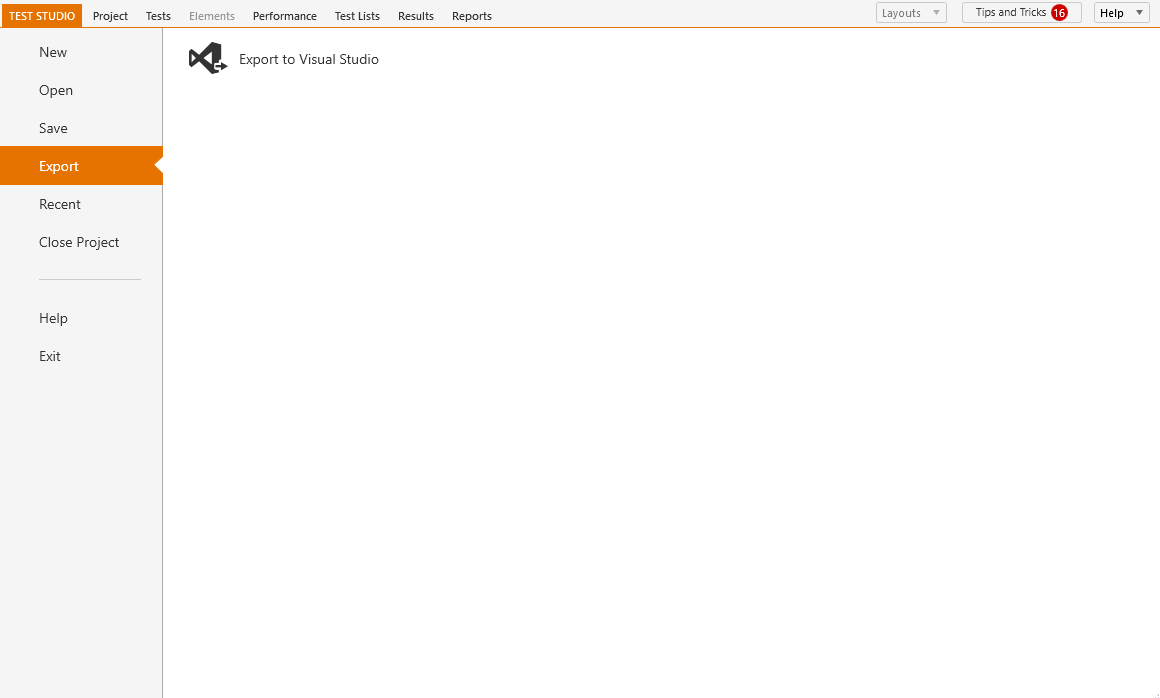 TEST STUDIO Project Tests Elements Performance Test Lists Results Reports Layouts Tips and Tricks 16 Help
New
Export to Visual Studio
Open
Save
Export
Recent
Close Project
Help
Exit